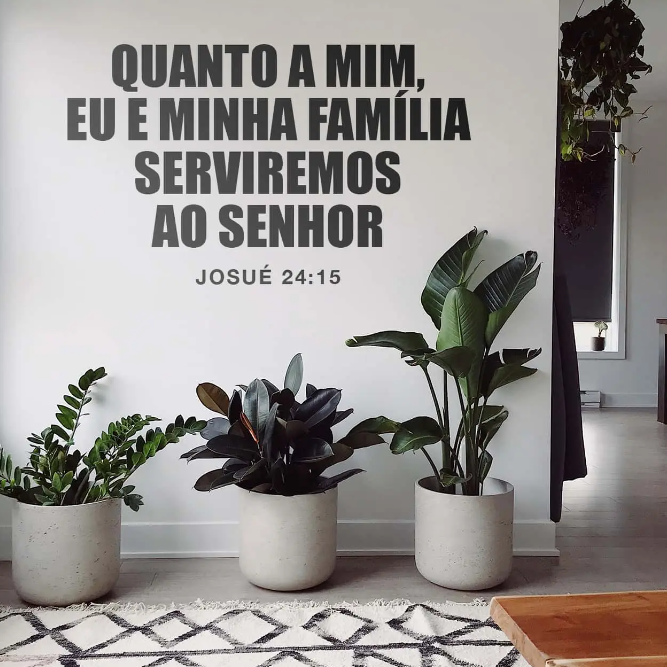 QUANTO A MIM,
EU E MINHA FAMÍLIA
SERVIREMOS
AO SENHOR
JOSUÉ 24:15